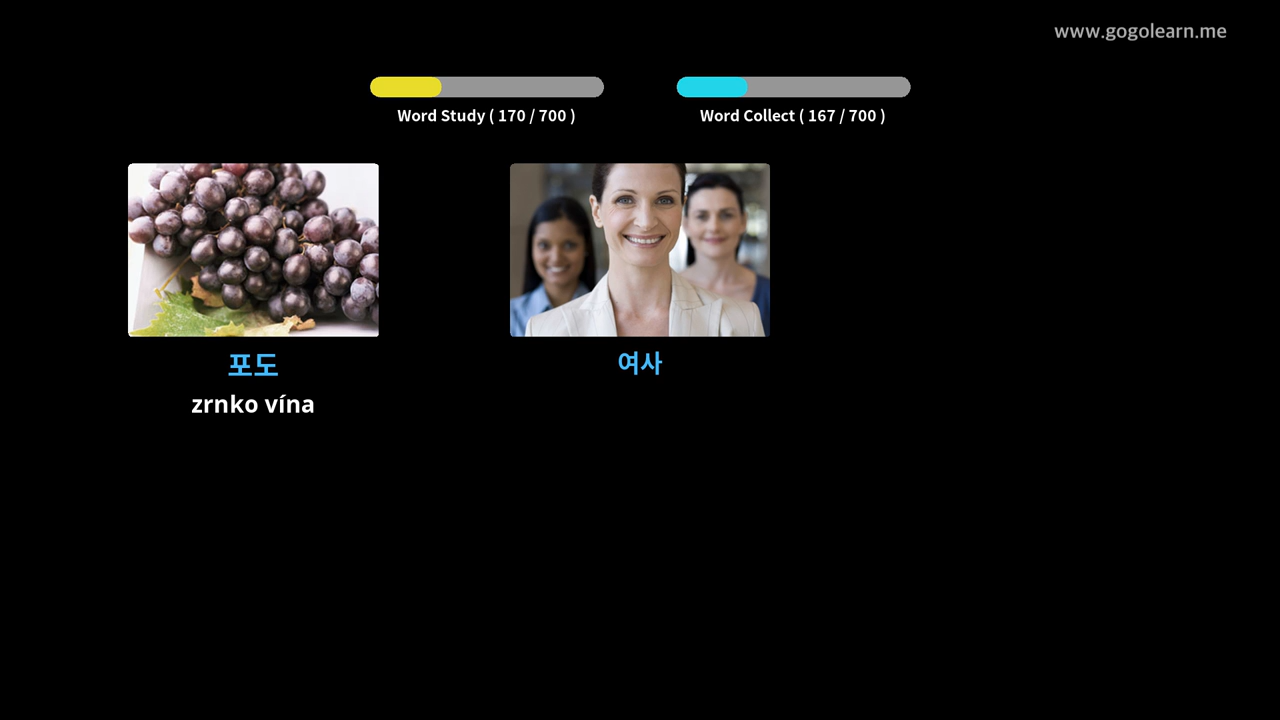 www.gogolearn.me
Word Study ( 170 / 700 )
Word Collect ( 167 / 700 )
포도
zrnko vína
여사